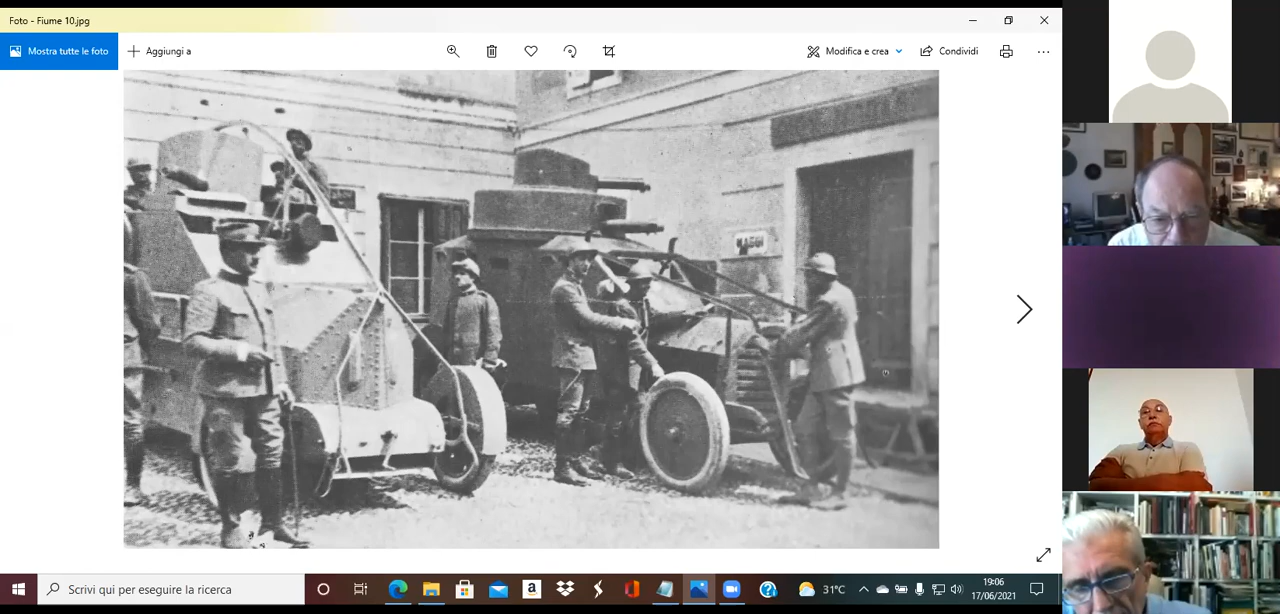 Foto - Fiume 10.jpg
Mostra tutte le foto
Aggiungi a
Modifica e crea
Condividi
MAGGI
Scrivi qui per eseguire la ricerca
31°C
19:06
17/06/2021